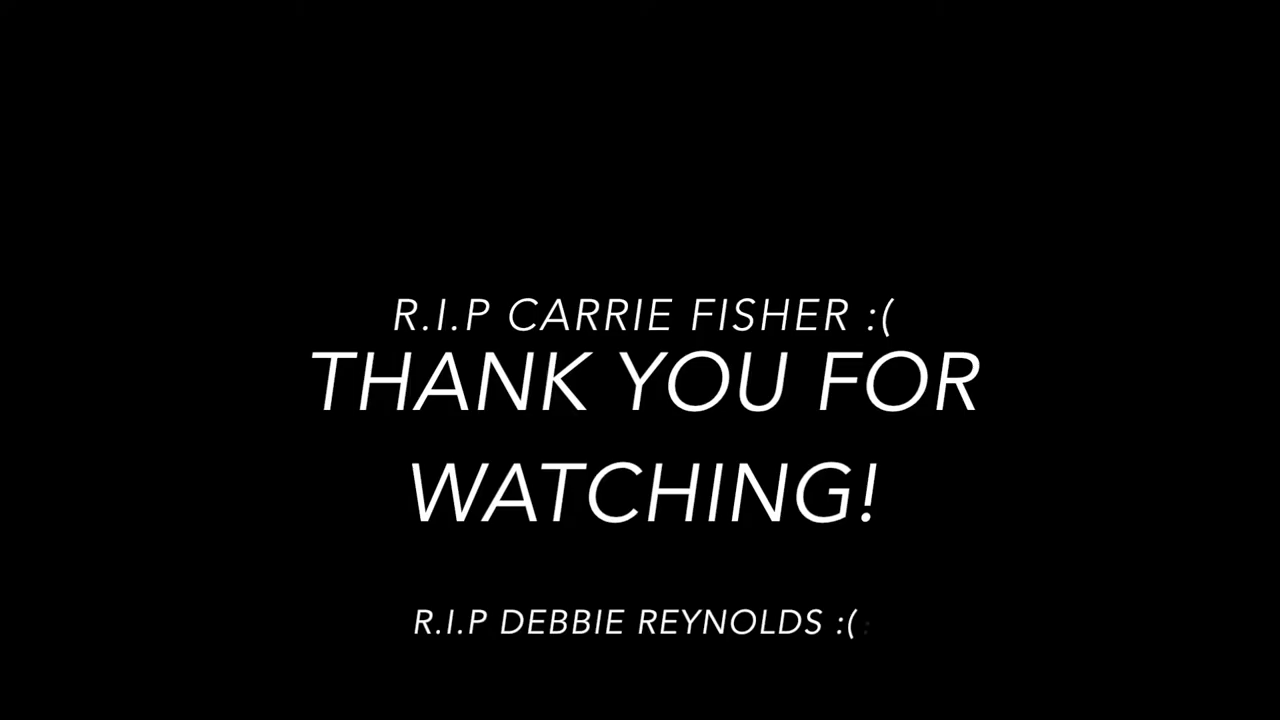 R.I.P CARRIE FISHER :(
THANK YOU FOR
WATCHING!
R.I.P DEBBIE REYNOLDS :(: